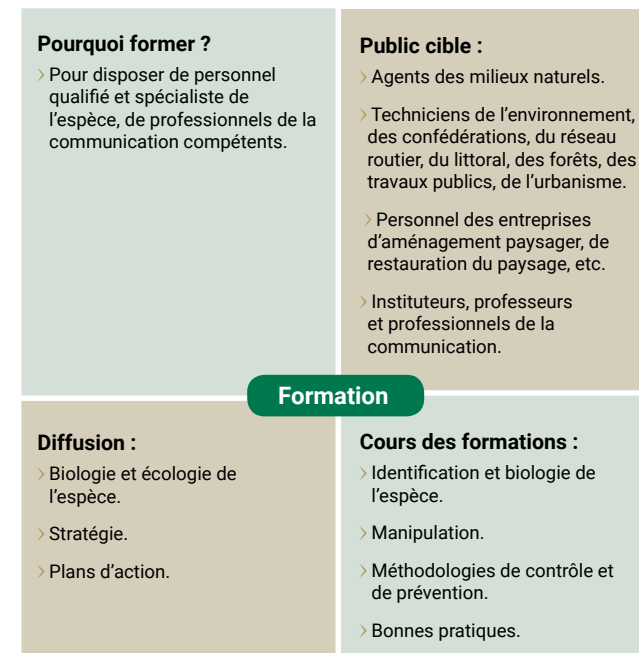 Pourquoi former ?
› Pour disposer de personnel
qualifié et spécialiste de
l'espèce, de professionnels de la
communication compétents.
Public cible :
› Agents des milieux naturels.
› Techniciens de l'environnement,
des confédérations, du réseau
routier, du littoral, des forêts, des
travaux publics, de l'urbanisme.
› Personnel des entreprises
d'aménagement paysager, de
restauration du paysage, etc.
› Instituteurs, professeurs
et professionnels de la
communication.
Formation
Diffusion :
› Biologie et écologie de
l'espèce.
› Stratégie.
› Plans d'action.
Cours des formations :
› Identification et biologie de
l'espèce.
› Manipulation.
› Méthodologies de contrôle et
de prévention.
› Bonnes pratiques.